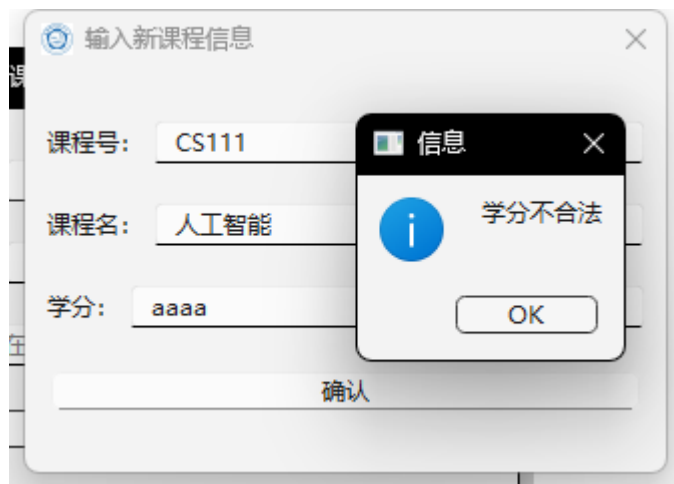 输入新课程信息
课程号: CS111
信息
课程名: 人工智能
学分不合法
学分: aaaa
OK
确认